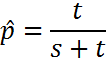 p̂ = t / (s + t)